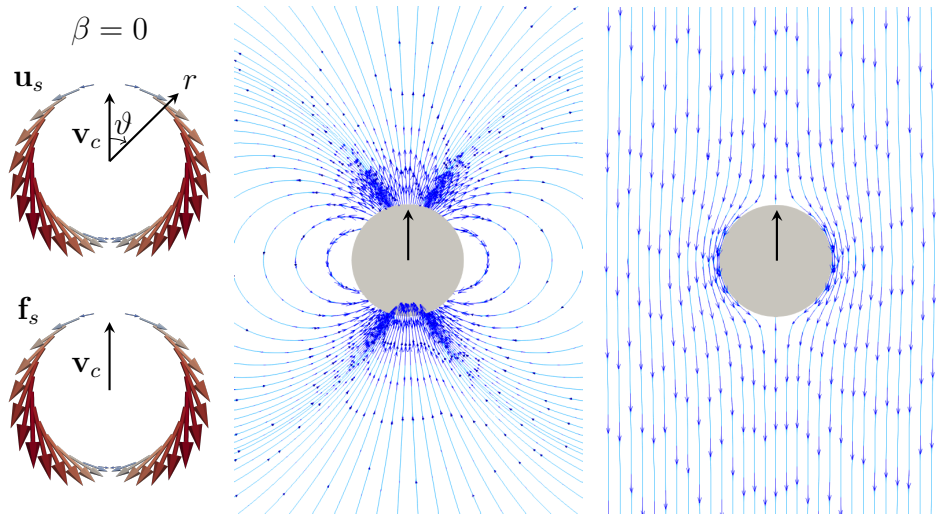 β = 0
u_s
r
v_c
ϑ
f_s
v_c